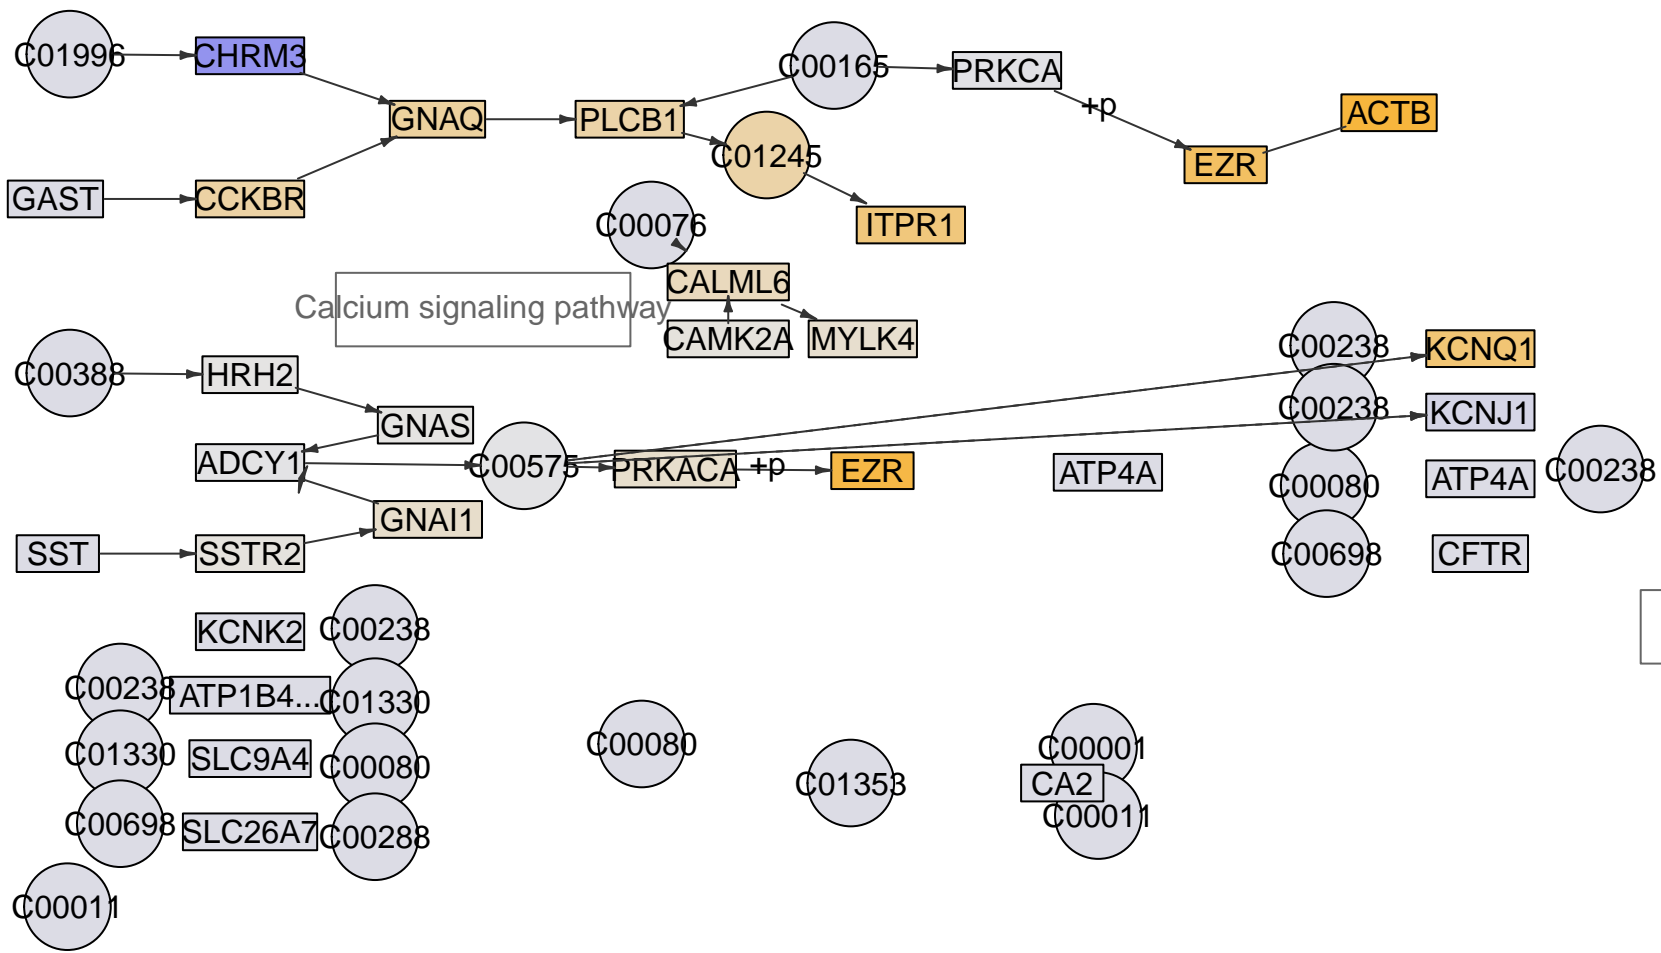 C01996
CHRM3
C00165
PRKCA
+p
ACTB
GNAQ
PLCB1
C01245
EZR
GAST
CCKBR
C00076
ITPR1
CALML6
Calcium signaling pathway
CAMK2A
MYLK4
C00238
KCNQ1
C00388
HRH2
C00238
KCNJ1
GNAS
ADCY1
C00575
PRKACA
+p
EZR
ATP4A
C00080
ATP4A
C00238
GNAI1
SST
SSTR2
C00698
CFTR
KCNK2
C00238
C00238
ATP1B4...
C01330
C01330
SLC9A4
C00080
C00080
C01353
C00001
CA2
C00011
C00698
SLC26A7
C00288
C00011